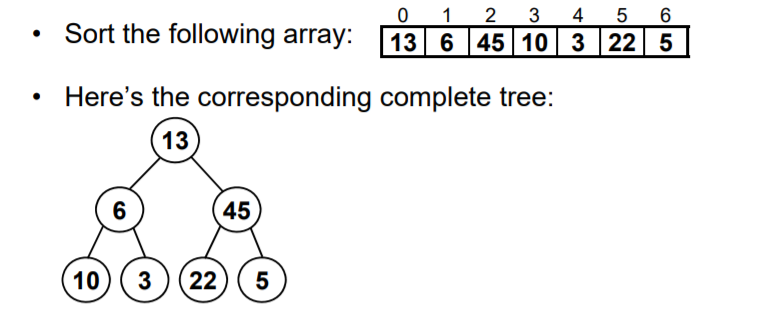 0 1 2 3 4 5 6
• Sort the following array: 13 6 45 10 3 22 5
• Here’s the corresponding complete tree:
13
6 45
10 3 22 5